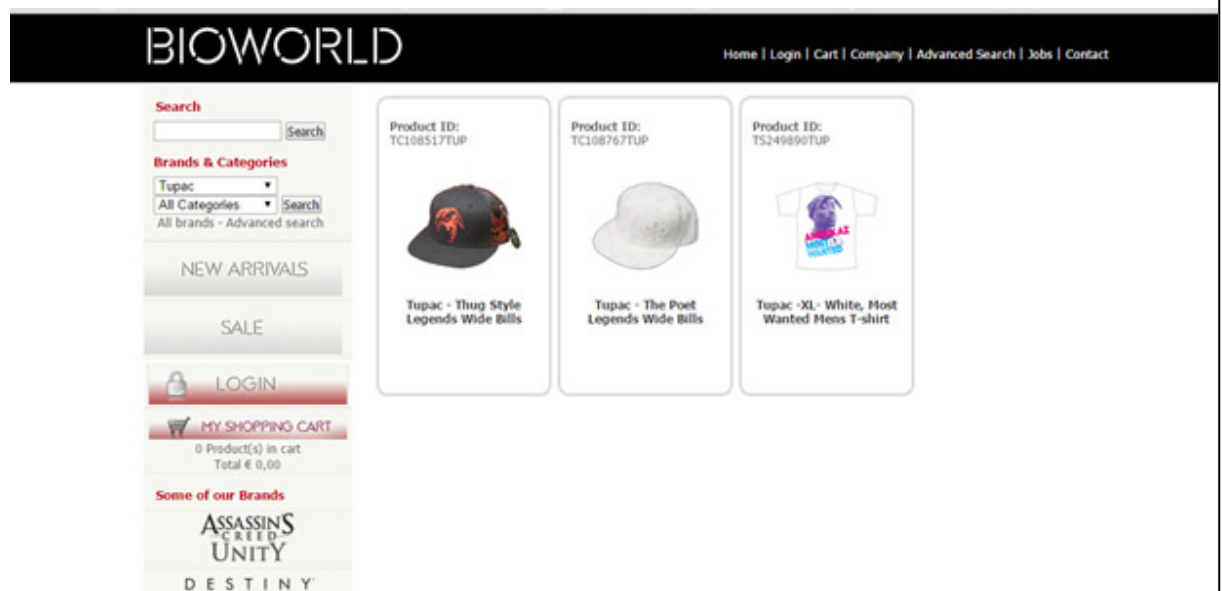 BIOWORLD
Home | Login | Cart | Company | Advanced Search | Jobs | Contact
Search
Search
Brands & Categories
Tupac
All Categories
Search
All brands - Advanced search
NEW ARRIVALS
SALE
LOGIN
MY SHOPPING CART
0 Product(s) in cart
Total € 0,00
Some of our Brands
ASSASSIN'S
CREED
UNITY
DESTINY
Product ID:
TC108517TUP
Tupac - Thug Style
Legends Wide Bills
Product ID:
TC108767TUP
Tupac - The Poet
Legends Wide Bills
Product ID:
TS249890TUP
AMERIKAZ
MOST
WANTED
Tupac -XL- White, Most
Wanted Mens T-shirt